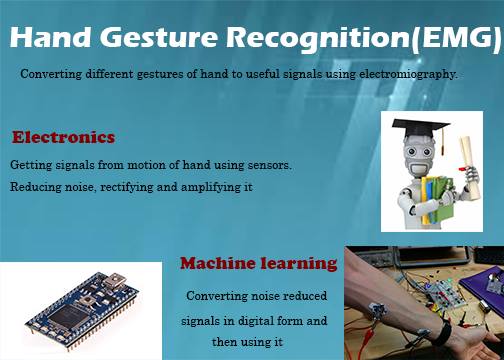 Hand Gesture Recognition(EMG)
Converting different gestures of hand to useful signals using electromiography.
Electronics
Getting signals from motion of hand using sensors.
Reducing noise, rectifying and amplifying it
Machine learning
Converting noise reduced
signals in digital form and
then using it